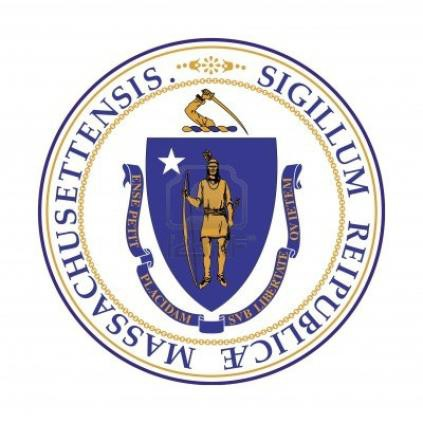 SIGILLUM REIPUBLICÆ MASSACHUSETTENSIS.
ENSE PETIT
PLACIDAM
SVB LIBERTATE
QVIETEM